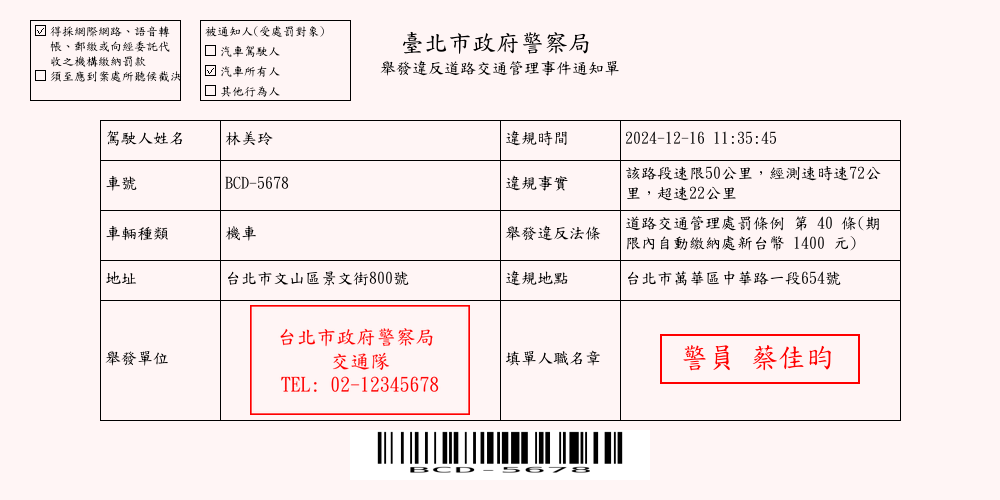 得採網際網路、語音轉
帳、郵繳或向經委託代
收之機構繳納罰款
須至應到案處所聽候裁決
被通知人(受處罰對象)
汽車駕駛人
汽車所有人
其他行為人
臺北市政府警察局
舉發違反道路交通管理事件通知單
駕駛人姓名
林美玲
違規時間
2024-12-16 11:35:45
車號
BCD-5678
違規事實
該路段速限50公里，經測速時速72公
里，超速22公里
車輛種類
機車
舉發違反法條
道路交通管理處罰條例 第 40 條(期
限內自動繳納處新台幣 1400 元)
地址
台北市文山區景文街800號
違規地點
台北市萬華區中華路一段654號
舉發單位
台北市政府警察局
交通隊
TEL: 02-12345678
填單人職名章
警員 蔡佳昀
BCD-5678